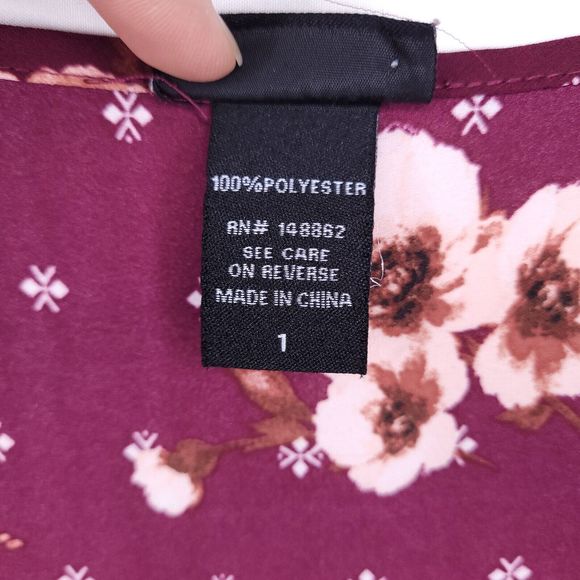 100%POLYESTER
RN# 148862
SEE CARE
ON REVERSE
MADE IN CHINA
1